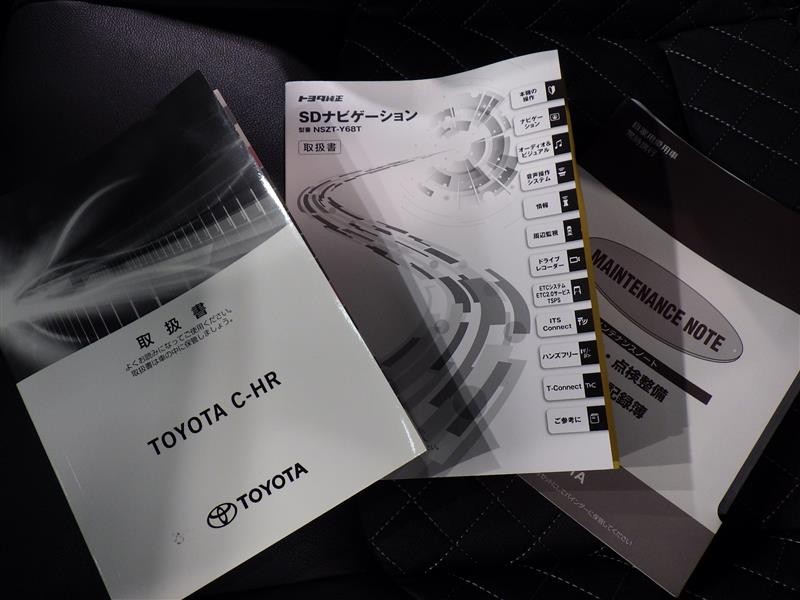 取扱書
よくお読みになってご使用ください。
取扱書は車の中に保管しましょう。
TOYOTA C-HR
TOYOTA
トヨタ純正
SDナビゲーション
型番 NSZT-Y68T
取扱書
本機の
操作
ナビゲー
ション
オーディオ&
ビジュアル
音声操作
システム
情報
周辺監視
ドライブ
レコーダー
ETCシステム
ETC2.0サービス
TSPS
ITS
Connect
ハンズフリー
T-Connect
ご参考に
自家用乗用車
MAINTENANCE NOTE
ンテナンスノート
・点検整備
記録簿